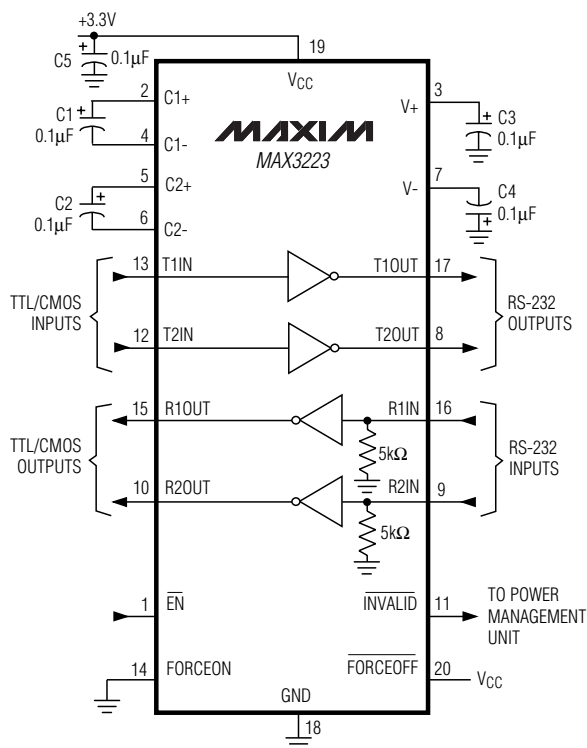 +3.3V
19
C5
+
0.1µF
VCC
2
C1+
3
V+
C1
+
0.1µF
4
C1-
+
C3
0.1µF
MAXIM
MAX3223
5
C2+
7
V-
C2
+
0.1µF
6
C2-
C4
+
0.1µF
13
T1IN
T1OUT
17
TTL/CMOS
INPUTS
RS-232
OUTPUTS
12
T2IN
T2OUT
8
15
R1OUT
R1IN
16
TTL/CMOS
OUTPUTS
5kΩ
RS-232
INPUTS
10
R2OUT
R2IN
9
5kΩ
1
EN
INVALID
11
TO POWER
MANAGEMENT
UNIT
14
FORCEON
FORCEOFF
20
VCC
GND
18